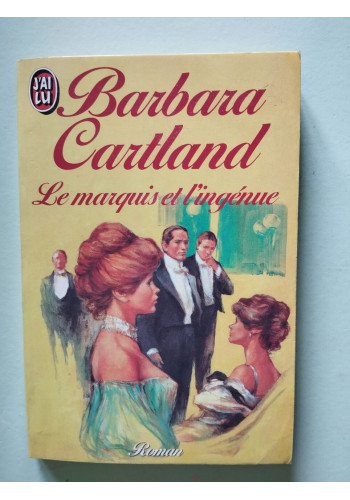 J'AI
LU
Barbara
Cartland
Le marquis et l'ingénue
Roman